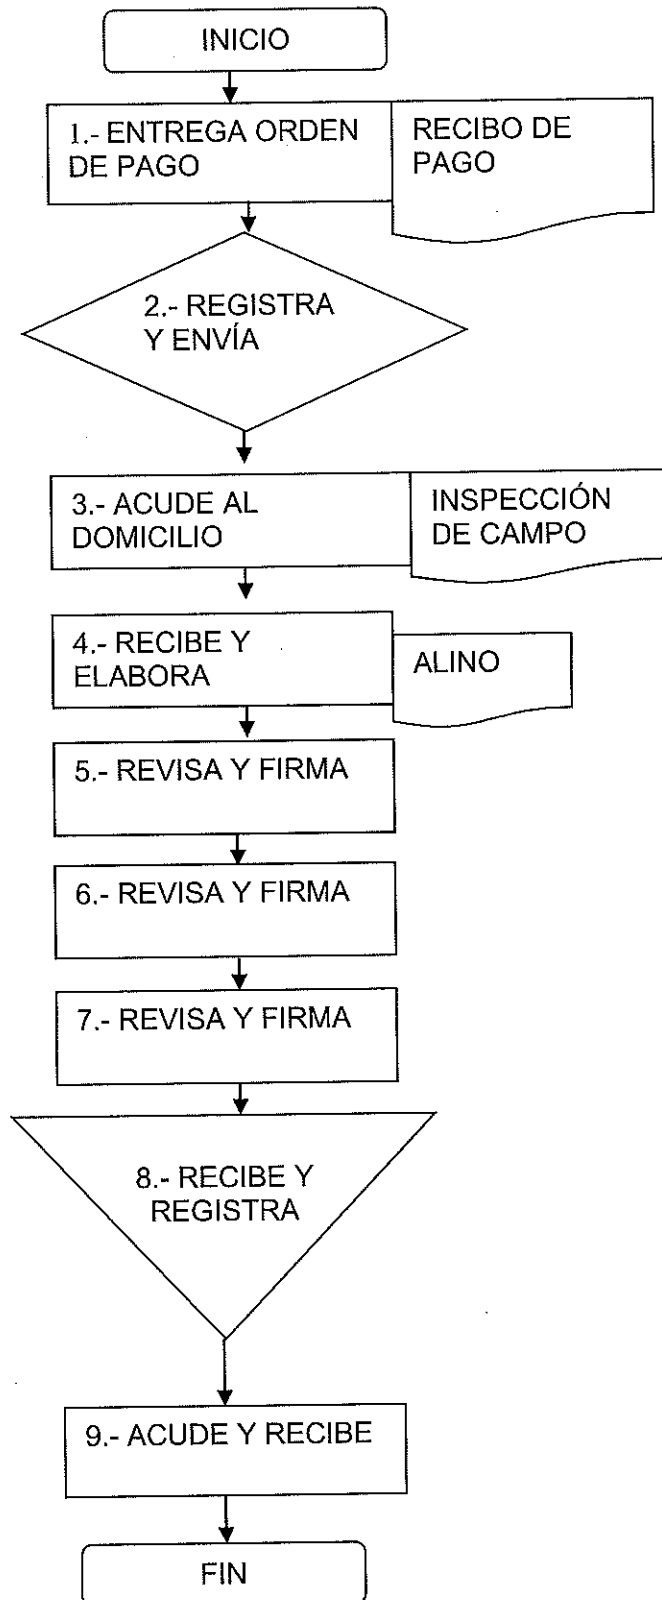 INICIO
1.- ENTREGA ORDEN
DE PAGO
RECIBO DE
PAGO
2.- REGISTRA
Y ENVÍA
3.- ACUDE AL
DOMICILIO
INSPECCIÓN
DE CAMPO
4.- RECIBE Y
ELABORA
ALINO
5.- REVISA Y FIRMA
6.- REVISA Y FIRMA
7.- REVISA Y FIRMA
8.- RECIBE Y
REGISTRA
9.- ACUDE Y RECIBE
FIN